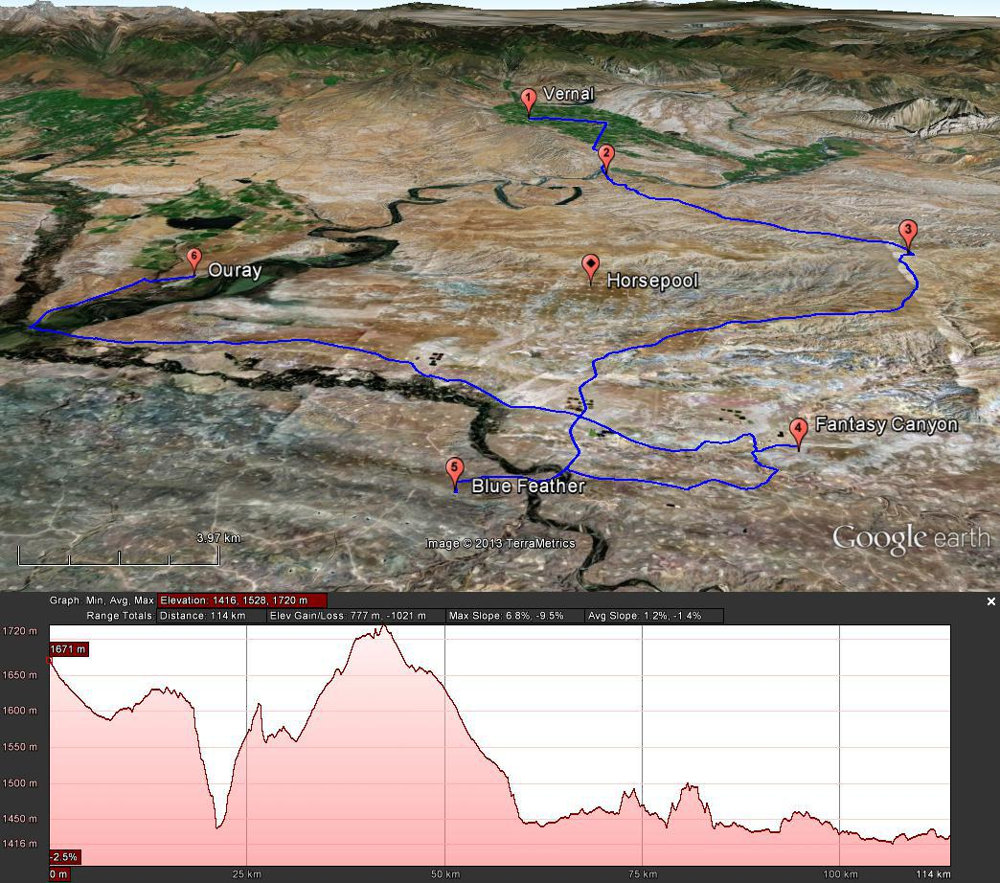 1 Vernal
2
3
6 Ouray
Horsepool
4 Fantasy Canyon
5 Blue Feather
3.97 km
Image © 2013 TerraMetrics
Google earth
Graph: Min, Avg, Max Elevation: 1416, 1528, 1720 m
Range Totals: Distance: 114 km Elev Gain/Loss: 777 m, -1021 m Max Slope: 6.8%, -9.5% Avg Slope: 1.2%, -1.4%
1720 m
1671 m
1650 m
1600 m
1550 m
1500 m
1450 m
1416 m
-2.5%
0 m 25 km 50 km 75 km 100 km 114 km